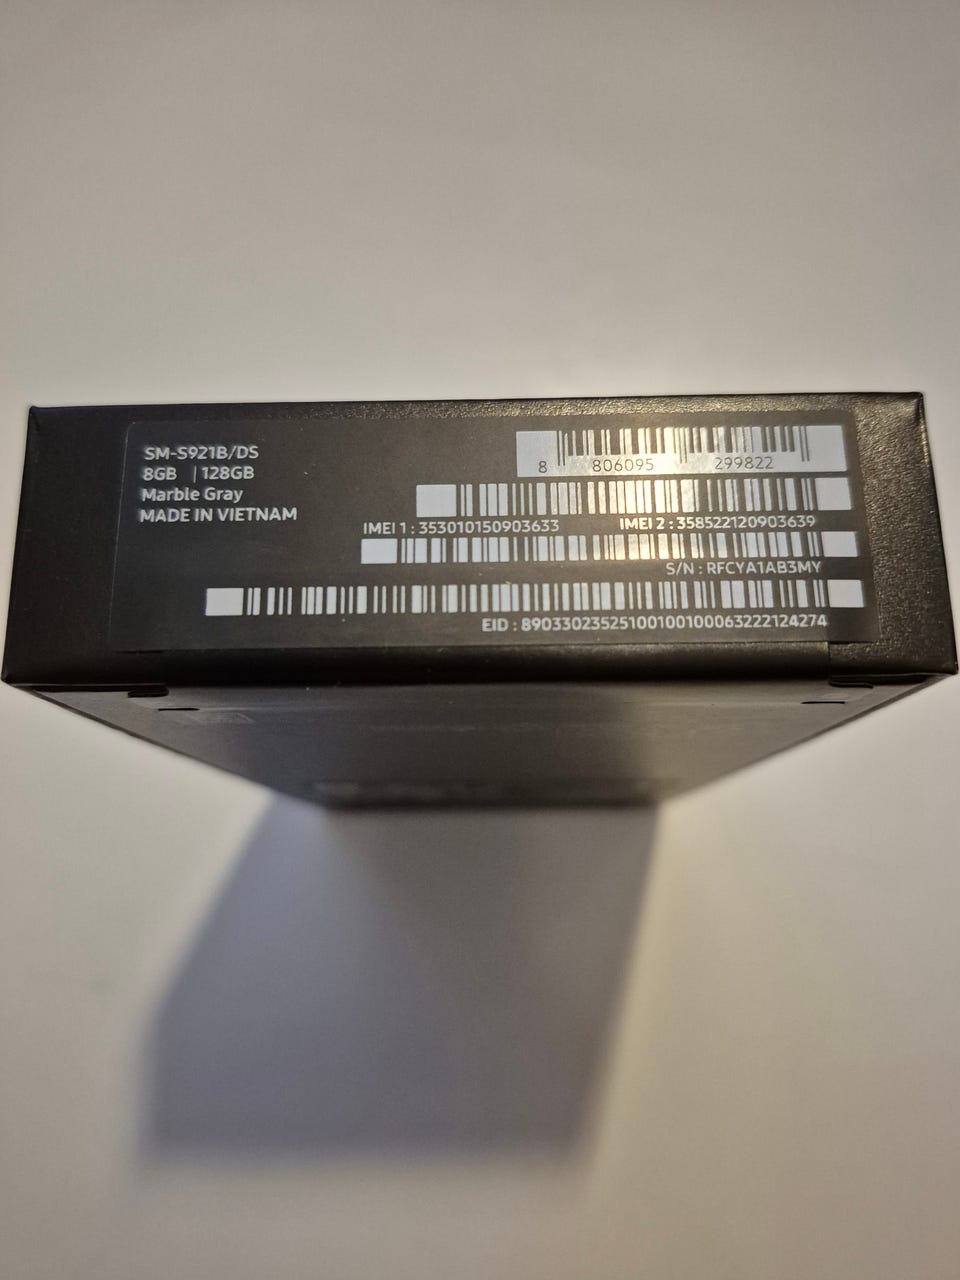 SM-S921B/DS
8GB | 128GB
Marble Gray
MADE IN VIETNAM
8 806095 299822
IMEI 1 : 353010150903633 IMEI 2 : 358522120903639
S/N : RFCYA1AB3MY
EID : 89033023525100100100063222124274